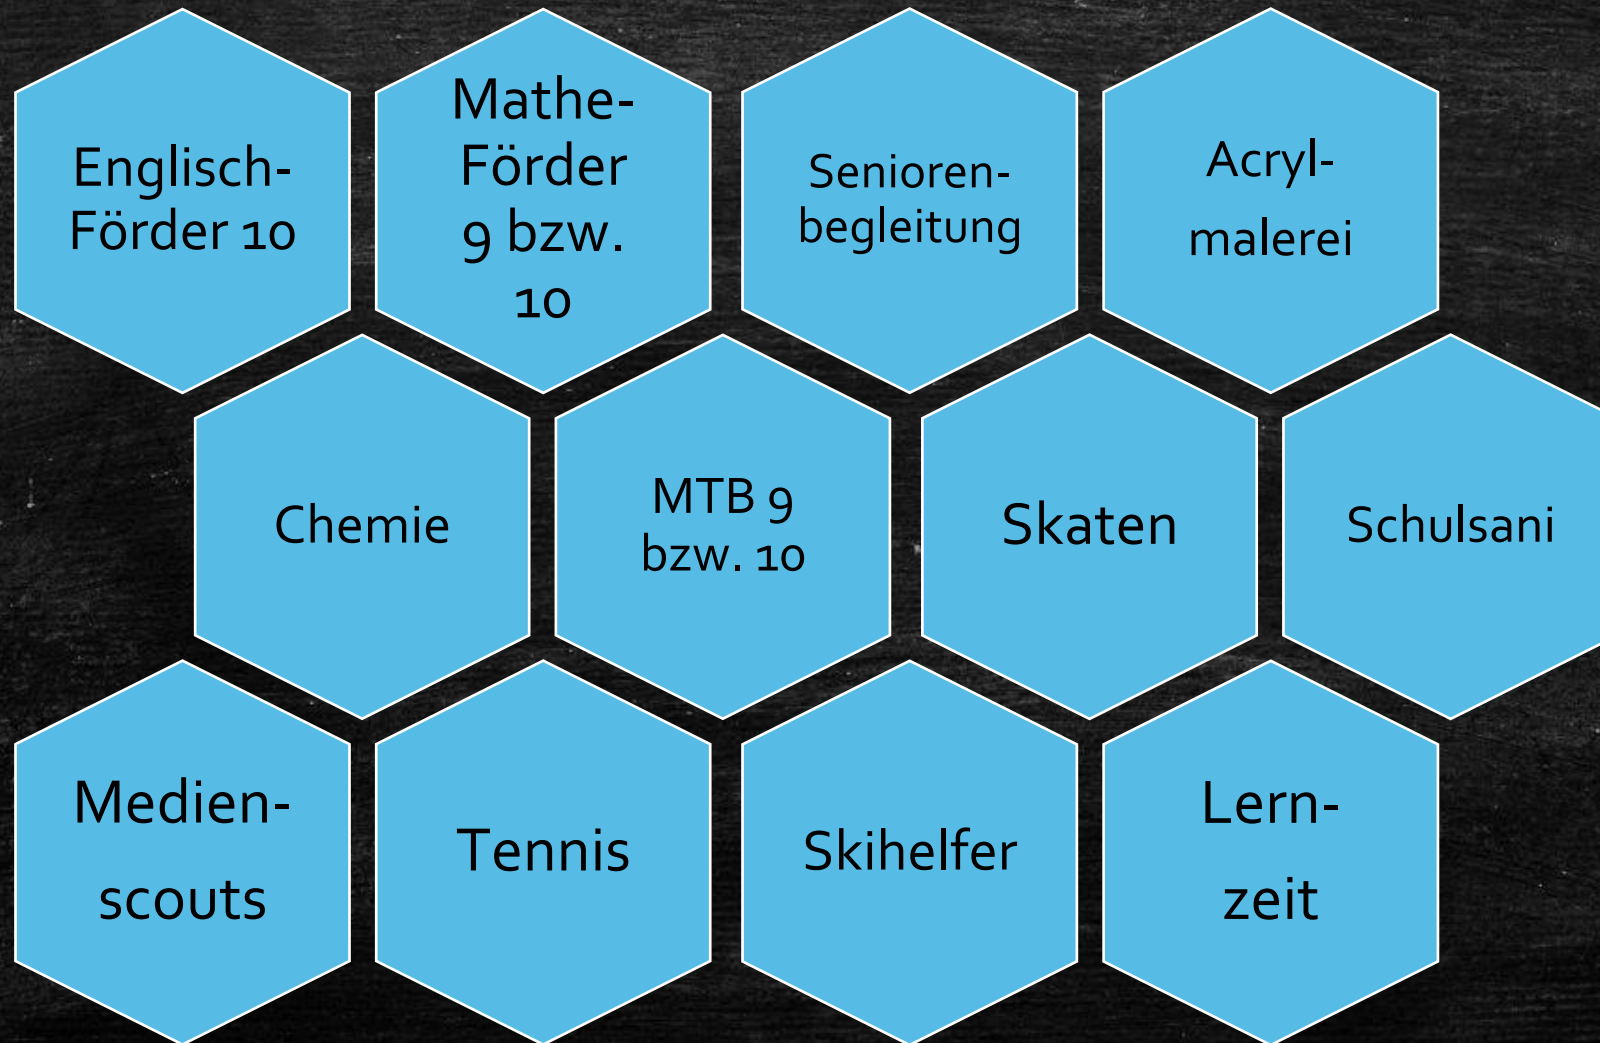 Englisch-
Förder 10
Mathe-
Förder
9 bzw.
10
Senioren-
begleitung
Acryl-
malerei
Chemie
MTB 9
bzw. 10
Skaten
Schulsani
Medien-
scouts
Tennis
Skihelfer
Lern-
zeit